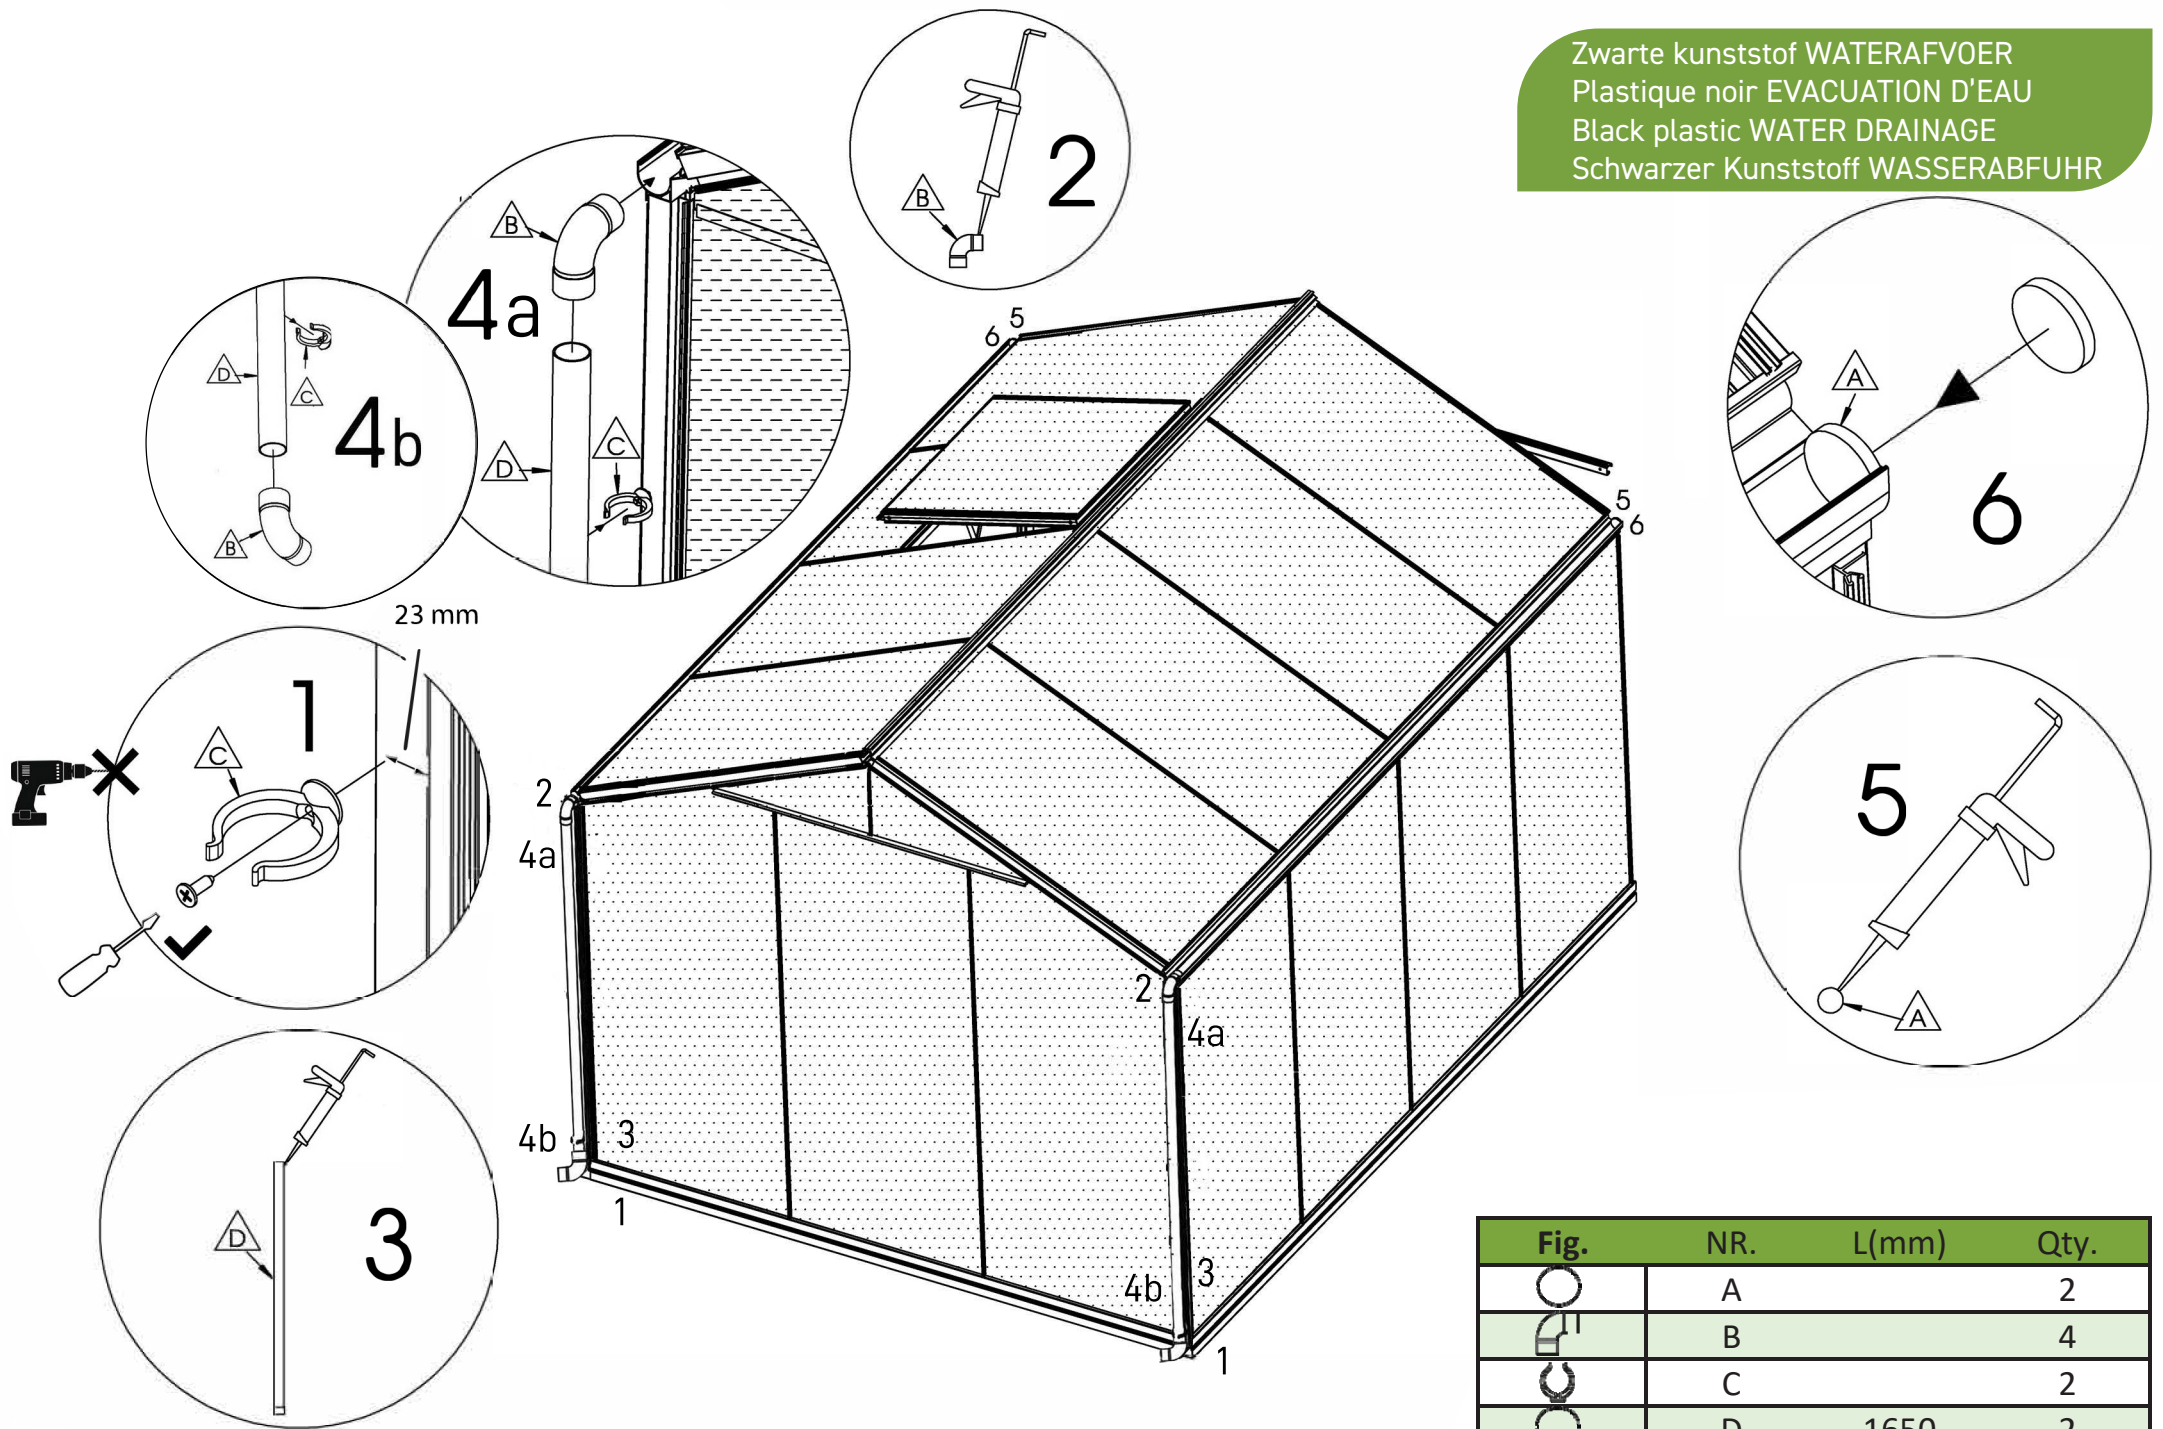 Zwarte kunststof WATERAFVOER
Plastique noir EVACUATION D'EAU
Black plastic WATER DRAINAGE
Schwarzer Kunststoff WASSERABFUHR
2
B
B
4a
D
C
D
C
4b
B
A
6
23 mm
1
C
5
A
D
3
5
6
5
6
2
4a
4b
3
1
2
4a
4b
3
1
Fig. NR. L(mm) Qty.
A 2
B 4
C 2
D 1650 2